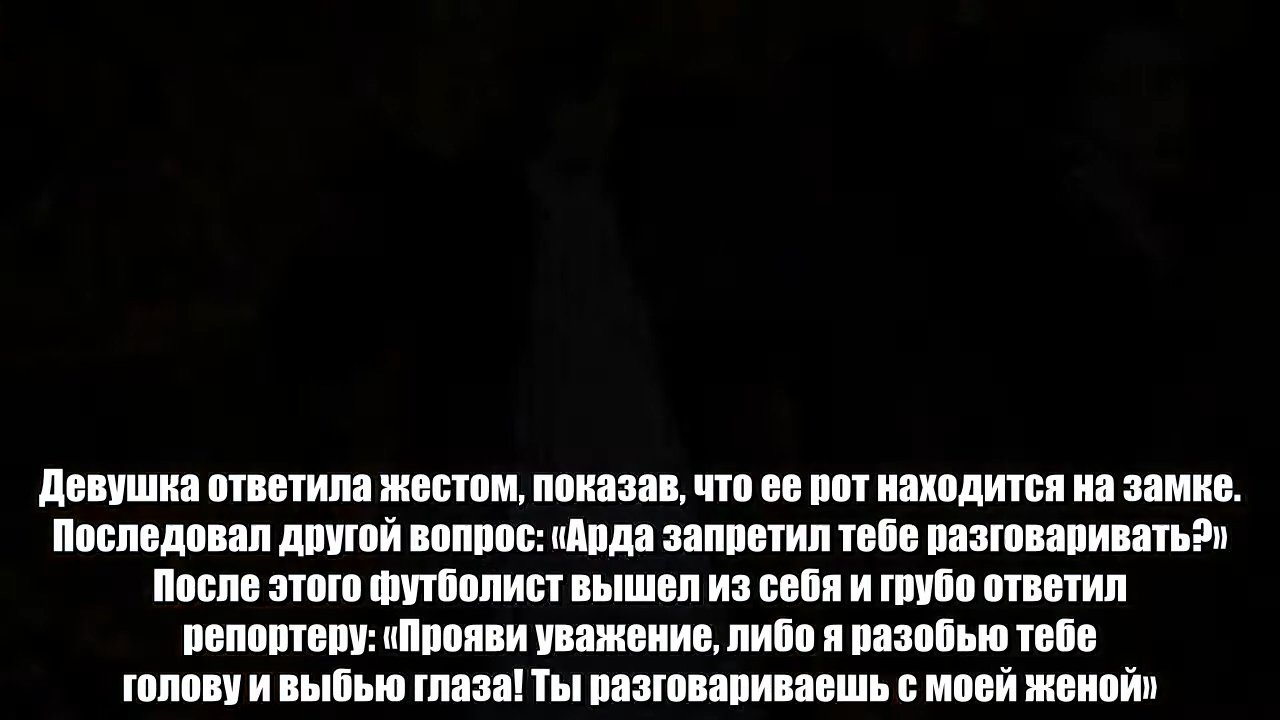 Девушка ответила жестом, показав, что ее рот находится на замке.
Последовал другой вопрос: «Арда запретил тебе разговаривать?»
После этого футболист вышел из себя и грубо ответил
репортеру: «Прояви уважение, либо я разобью тебе
голову и выбью глаза! Ты разговариваешь с моей женой»